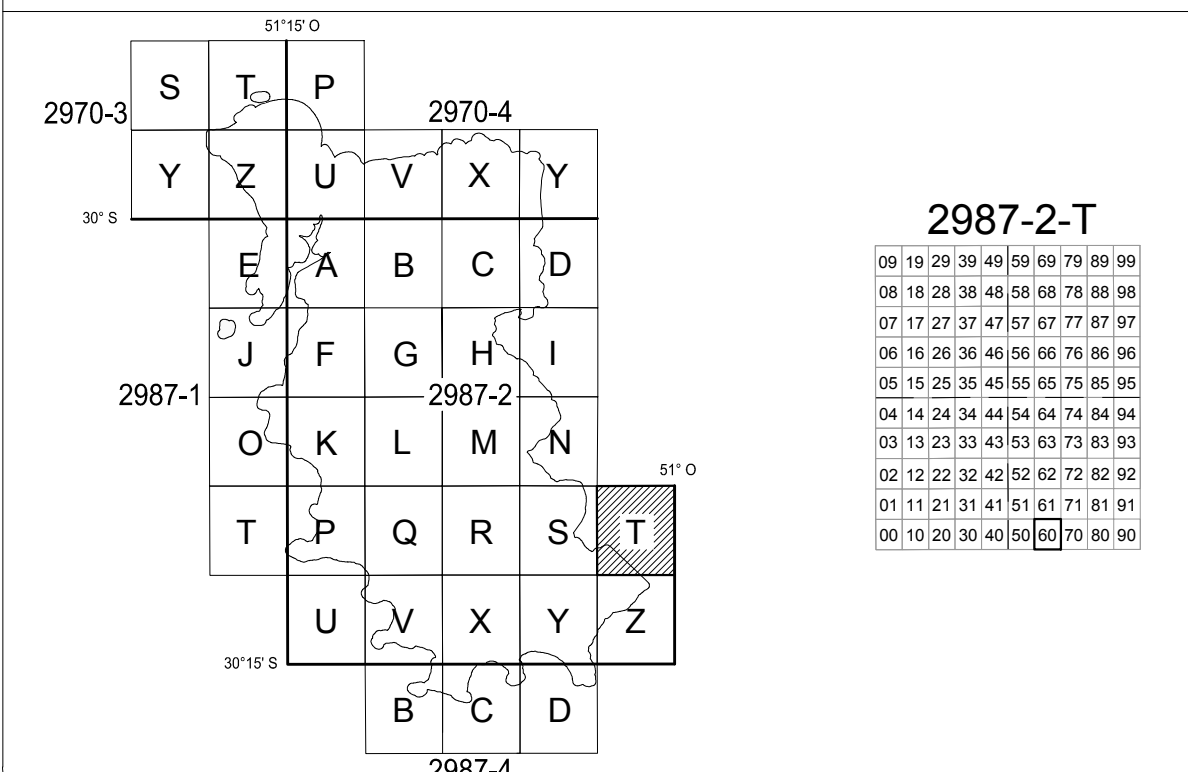 51°15' O
S T P
2970-3
2970-4
Y Z U V X Y
30° S
E A B C D
J F G H I
2987-1
2987-2
O K L M N
51° O
T P Q R S T
U V X Y Z
30°15' S
B C D
2987-4
2987-2-T
09 19 29 39 49 59 69 79 89 99
08 18 28 38 48 58 68 78 88 98
07 17 27 37 47 57 67 77 87 97
06 16 26 36 46 56 66 76 86 96
05 15 25 35 45 55 65 75 85 95
04 14 24 34 44 54 64 74 84 94
03 13 23 33 43 53 63 73 83 93
02 12 22 32 42 52 62 72 82 92
01 11 21 31 41 51 61 71 81 91
00 10 20 30 40 50 60 70 80 90